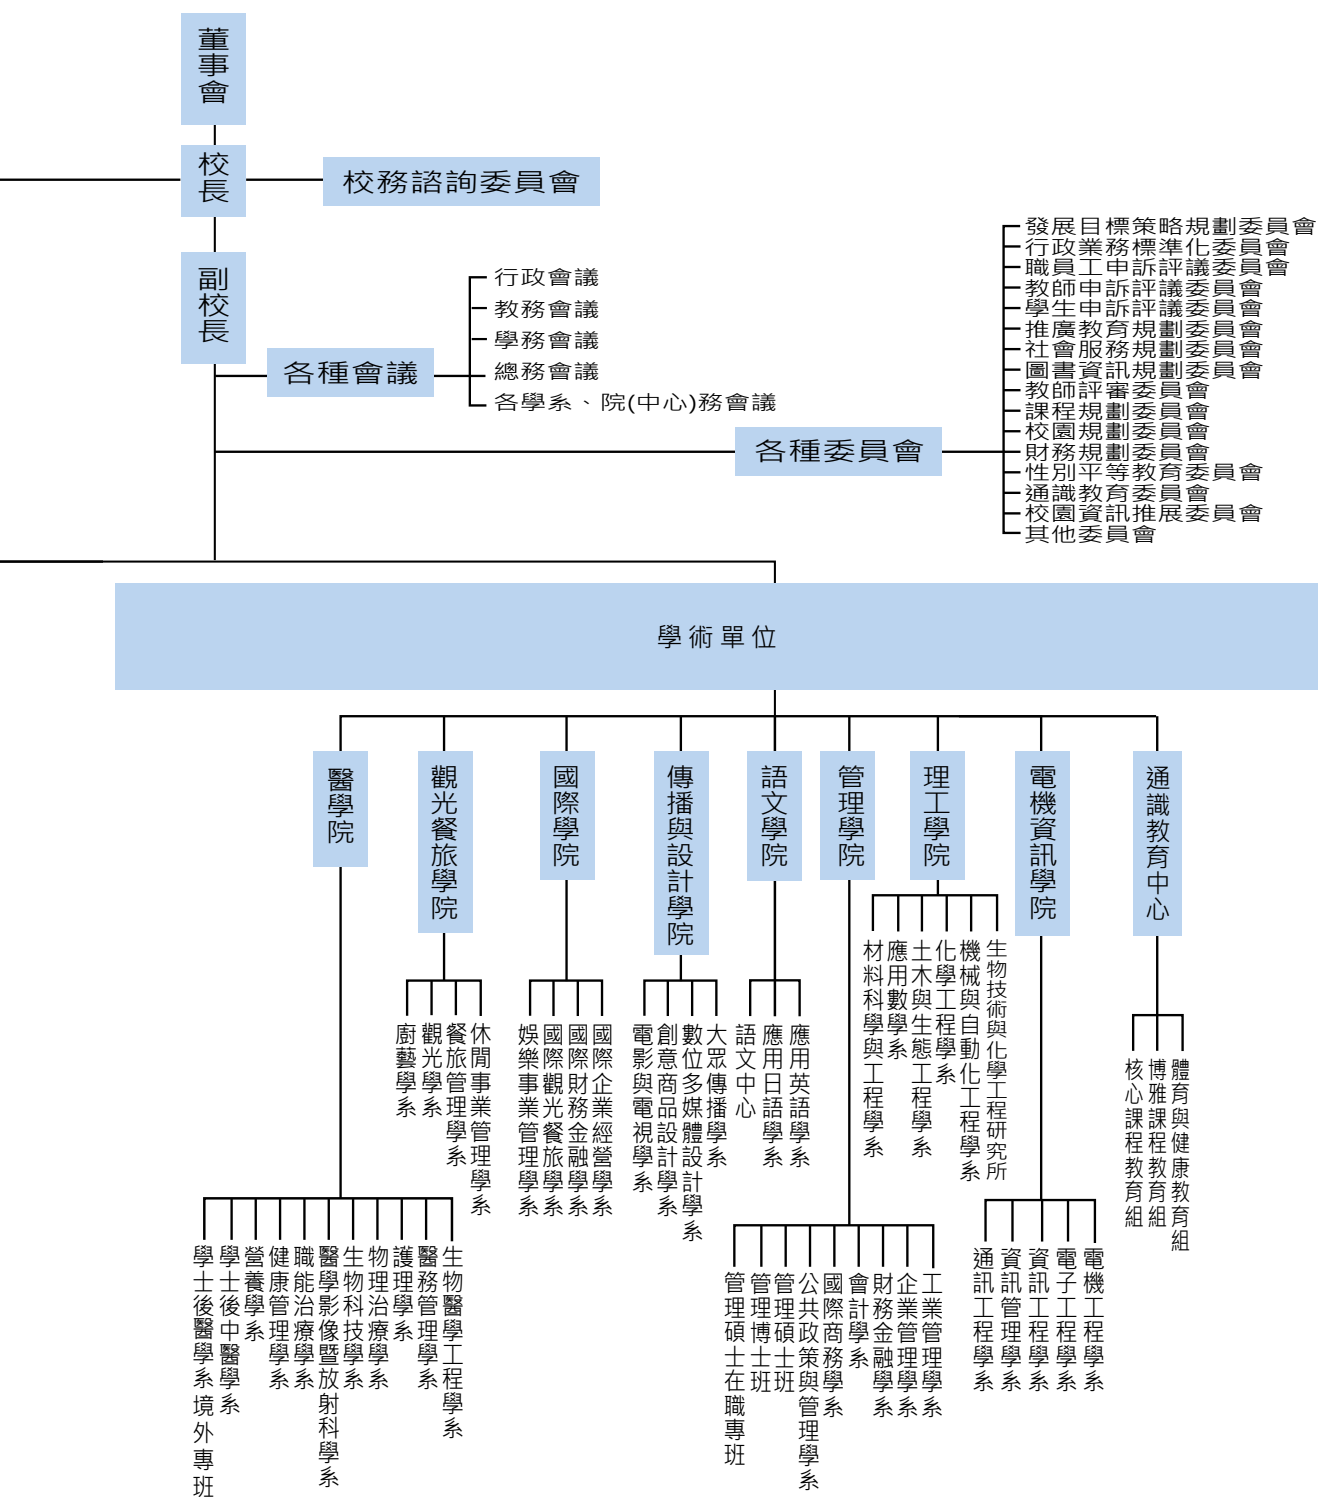 董事會
校長
校務諮詢委員會
副校長
各種會議
行政會議
教務會議
學務會議
總務會議
各學系、院(中心)務會議
各種委員會
發展目標策略規劃委員會
行政業務標準化委員會
職員工申訴評議委員會
教師申訴評議委員會
學生申訴評議委員會
推廣教育規劃委員會
社會服務規劃委員會
圖書資訊規劃委員會
教師評審委員會
課程規劃委員會
校園規劃委員會
財務規劃委員會
性別平等教育委員會
通識教育委員會
校園資訊推展委員會
其他委員會
學術單位
醫學院
觀光餐旅學院
國際學院
傳播與設計學院
語文學院
管理學院
理工學院
電機資訊學院
通識教育中心
學士後醫學系境外專班
學士後中醫學系
營養學系
健康管理學系
職能治療學系
醫學影像暨放射科學系
生物科技學系
物理治療學系
護理學系
醫務管理學系
生物醫學工程學系
廚藝學系
觀光學系
餐旅管理學系
休閒事業管理學系
娛樂事業管理學系
國際觀光餐旅學系
國際財務金融學系
國際企業經營學系
電影與電視學系
創意商品設計學系
數位多媒體設計學系
大眾傳播學系
語文中心
應用日語學系
應用英語學系
管理碩士在職專班
管理博士班
管理碩士班
公共政策與管理學系
國際商務學系
會計學系
財務金融學系
企業管理學系
工業管理學系
材料科學與工程學系
應用數學系
土木與生態工程學系
化學工程學系
機械與自動化工程學系
生物技術與化學工程研究所
通訊工程學系
資訊管理學系
資訊工程學系
電子工程學系
電機工程學系
核心課程教育組
博雅課程教育組
體育與健康教育組